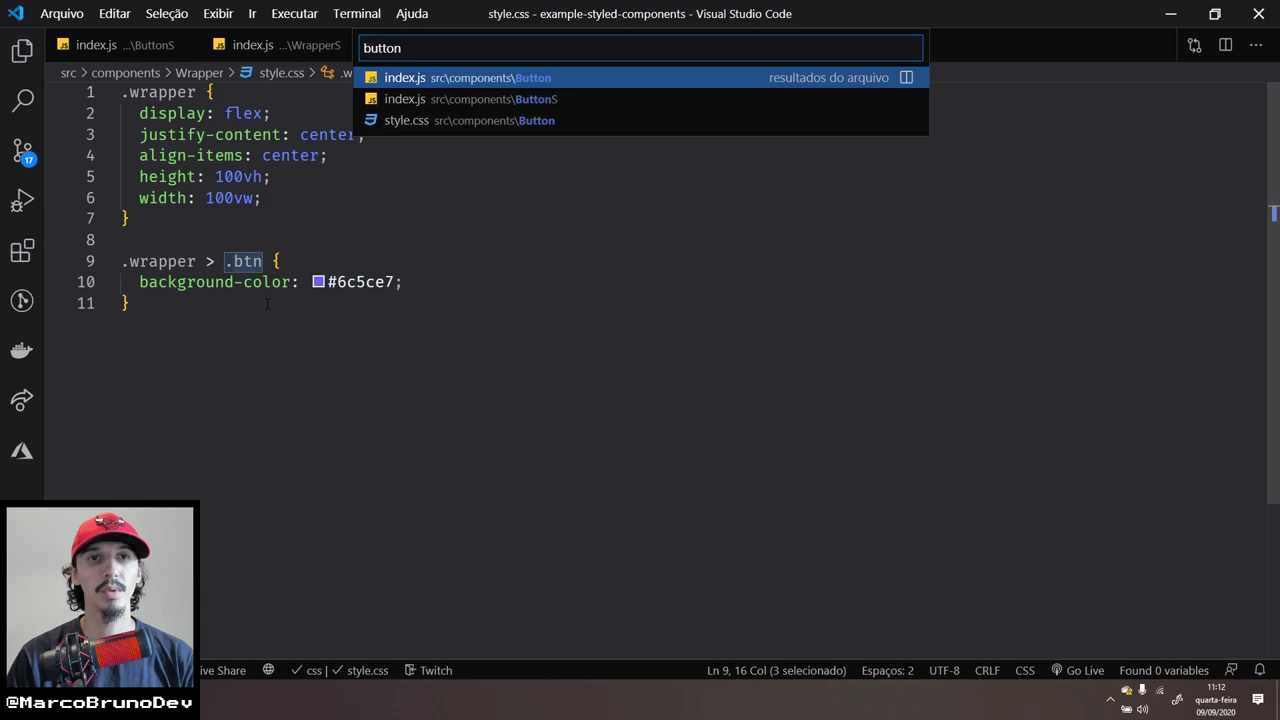 Arquivo Editar Seleção Exibir Ir Executar Terminal Ajuda style.css - example-styled-components - Visual Studio Code
index.js ...\ButtonS index.js ...\WrapperS
button
src > components > Wrapper > style.css > .w
index.js src\components\Button resultados do arquivo
index.js src\components\ButtonS
style.css src\components\Button
1 .wrapper {
2 display: flex;
3 justify-content: center;
4 align-items: center;
5 height: 100vh;
6 width: 100vw;
7 }
8
9 .wrapper > .btn {
10 background-color: #6c5ce7;
11 }
17
ive Share css | style.css Twitch Ln 9, 16 Col (3 selecionado) Espaços: 2 UTF-8 CRLF CSS Go Live Found 0 variables
@MarcoBrunoDev
11:12
quarta-feira
09/09/2020